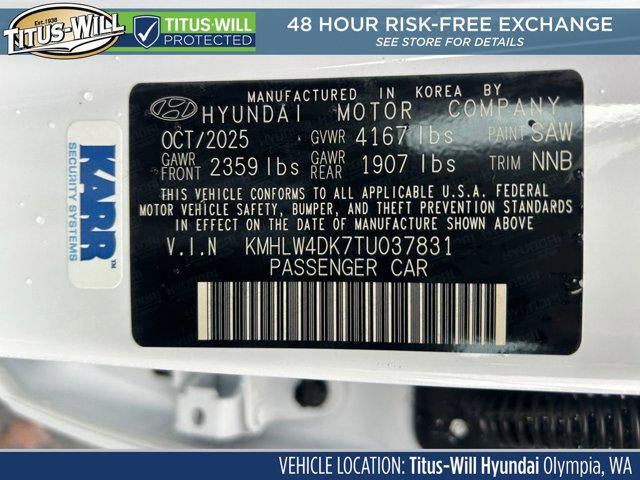 Est. 1938
TITUS-WILL
TITUS-WILL
PROTECTED
48 HOUR RISK-FREE EXCHANGE
SEE STORE FOR DETAILS
MANUFACTURED IN KOREA BY
HYUNDAI MOTOR COMPANY
OCT/2025 GVWR 4167 lbs PAINT SAW
GAWR FRONT 2359 lbs GAWR REAR 1907 lbs TRIM NNB
THIS VEHICLE CONFORMS TO ALL APPLICABLE U.S.A. FEDERAL
MOTOR VEHICLE SAFETY, BUMPER, AND THEFT PREVENTION STANDARDS
IN EFFECT ON THE DATE OF MANUFACTURE SHOWN ABOVE
V.I.N KMHLW4DK7TU037831
PASSENGER CAR
KARR
SECURITY SYSTEMS™
VEHICLE LOCATION: Titus-Will Hyundai Olympia, WA